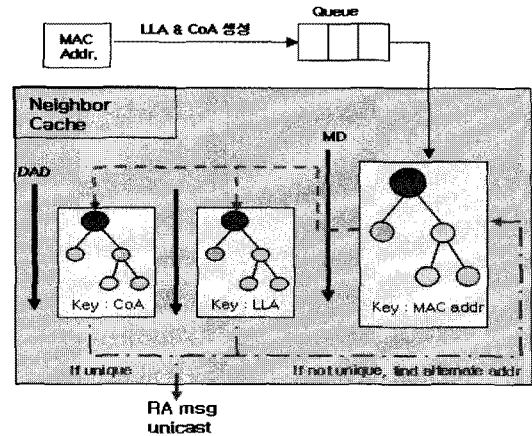 Queue
MAC
Addr,
LLA & CoA 생성
Neighbor
Cache
DAD
MD
Key : CoA
Key : LLA
Key : MAC addr
If unique
If not unique, find alternate addr
RA msg
unicast